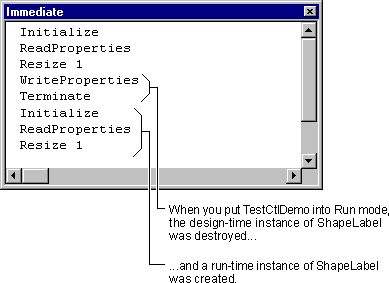 Immediate
Initialize
ReadProperties
Resize 1
WriteProperties
Terminate
Initialize
ReadProperties
Resize 1
When you put TestCtlDemo into Run mode,
the design-time instance of ShapeLabel
was destroyed...
...and a run-time instance of ShapeLabel
was created.